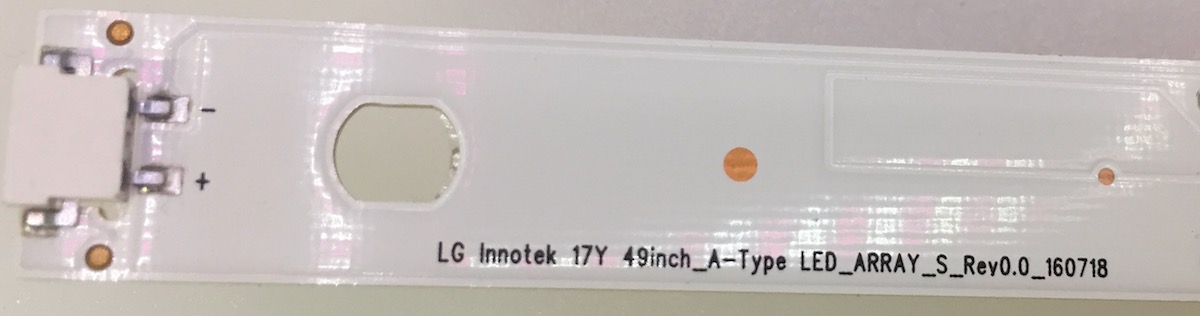 -
+
LG Innotek 17Y 49inch_A-Type LED_ARRAY_S_Rev0.0_160718